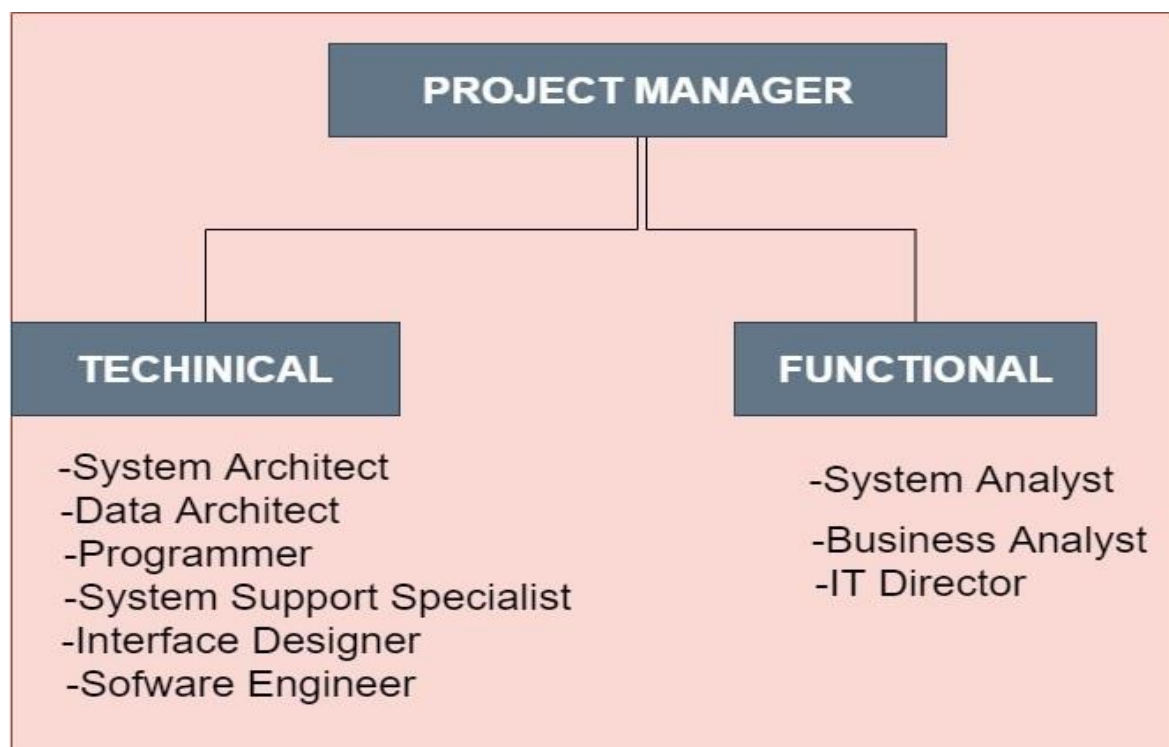 PROJECT MANAGER
TECHINICAL
-System Architect
-Data Architect
-Programmer
-System Support Specialist
-Interface Designer
-Sofware Engineer
FUNCTIONAL
-System Analyst
-Business Analyst
-IT Director